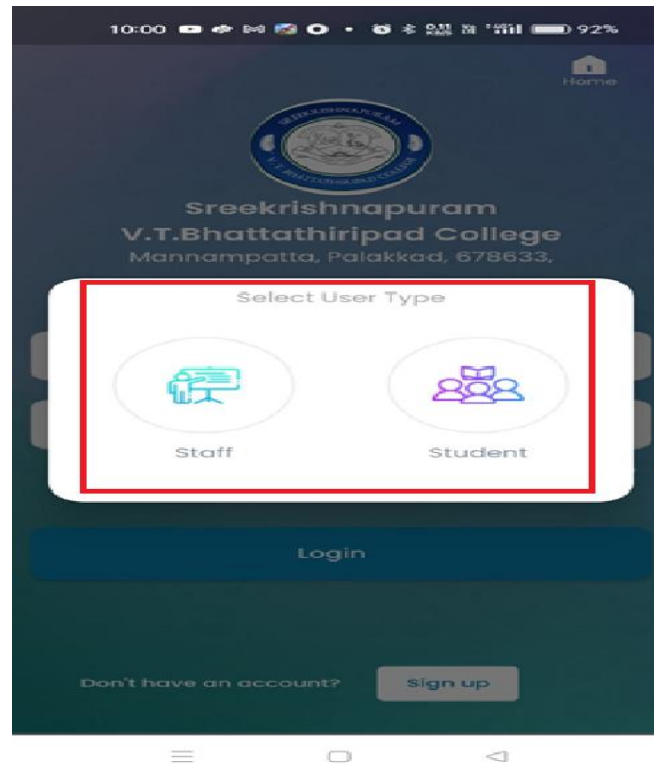 10:00 92%
Home
Sreekrishnapuram
V.T.Bhattathiripad College
Mannampatta, Palakkad, 678633,
Select User Type
Staff Student
Login
Don't have an account? Sign up